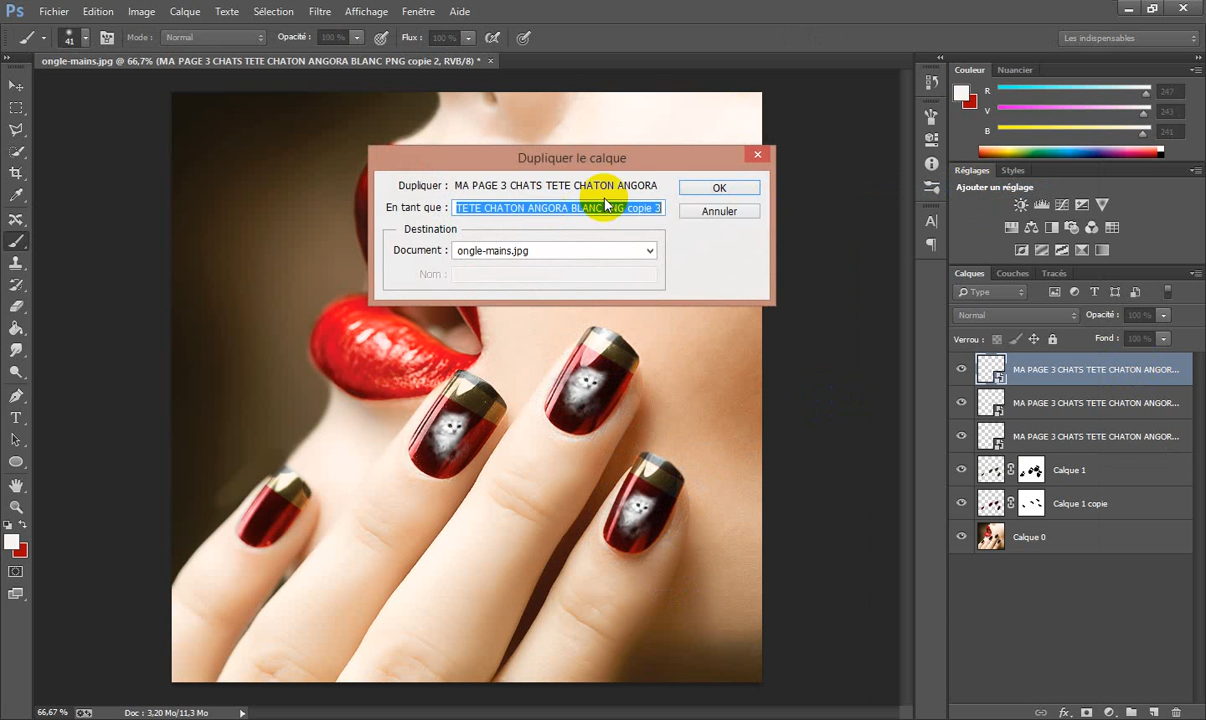 Ps Fichier Edition Image Calque Texte Sélection Filtre Affichage Fenêtre Aide
41 Mode : Normal Opacité : 100 % Flux : 100 % Les indispensables
ongle-mains.jpg @ 66,7% (MA PAGE 3 CHATS TETE CHATON ANGORA BLANC PNG copie 2, RVB/8) * ×
Couleur Nuancier
R 247
V 243
B 241
Réglages Styles
Ajouter un réglage
Calques Couches Tracés
Type
Normal Opacité : 100 %
Verrou : Fond : 100 %
MA PAGE 3 CHATS TETE CHATON ANGOR...
MA PAGE 3 CHATS TETE CHATON ANGOR...
MA PAGE 3 CHATS TETE CHATON ANGOR...
Calque 1
Calque 1 copie
Calque 0
Dupliquer le calque
Dupliquer : MA PAGE 3 CHATS TETE CHATON ANGORA
OK
En tant que : TETE CHATON ANGORA BLANC PNG copie 3
Annuler
Destination
Document : ongle-mains.jpg
Nom :
66,67 % Doc : 3,20 Mo/11,3 Mo